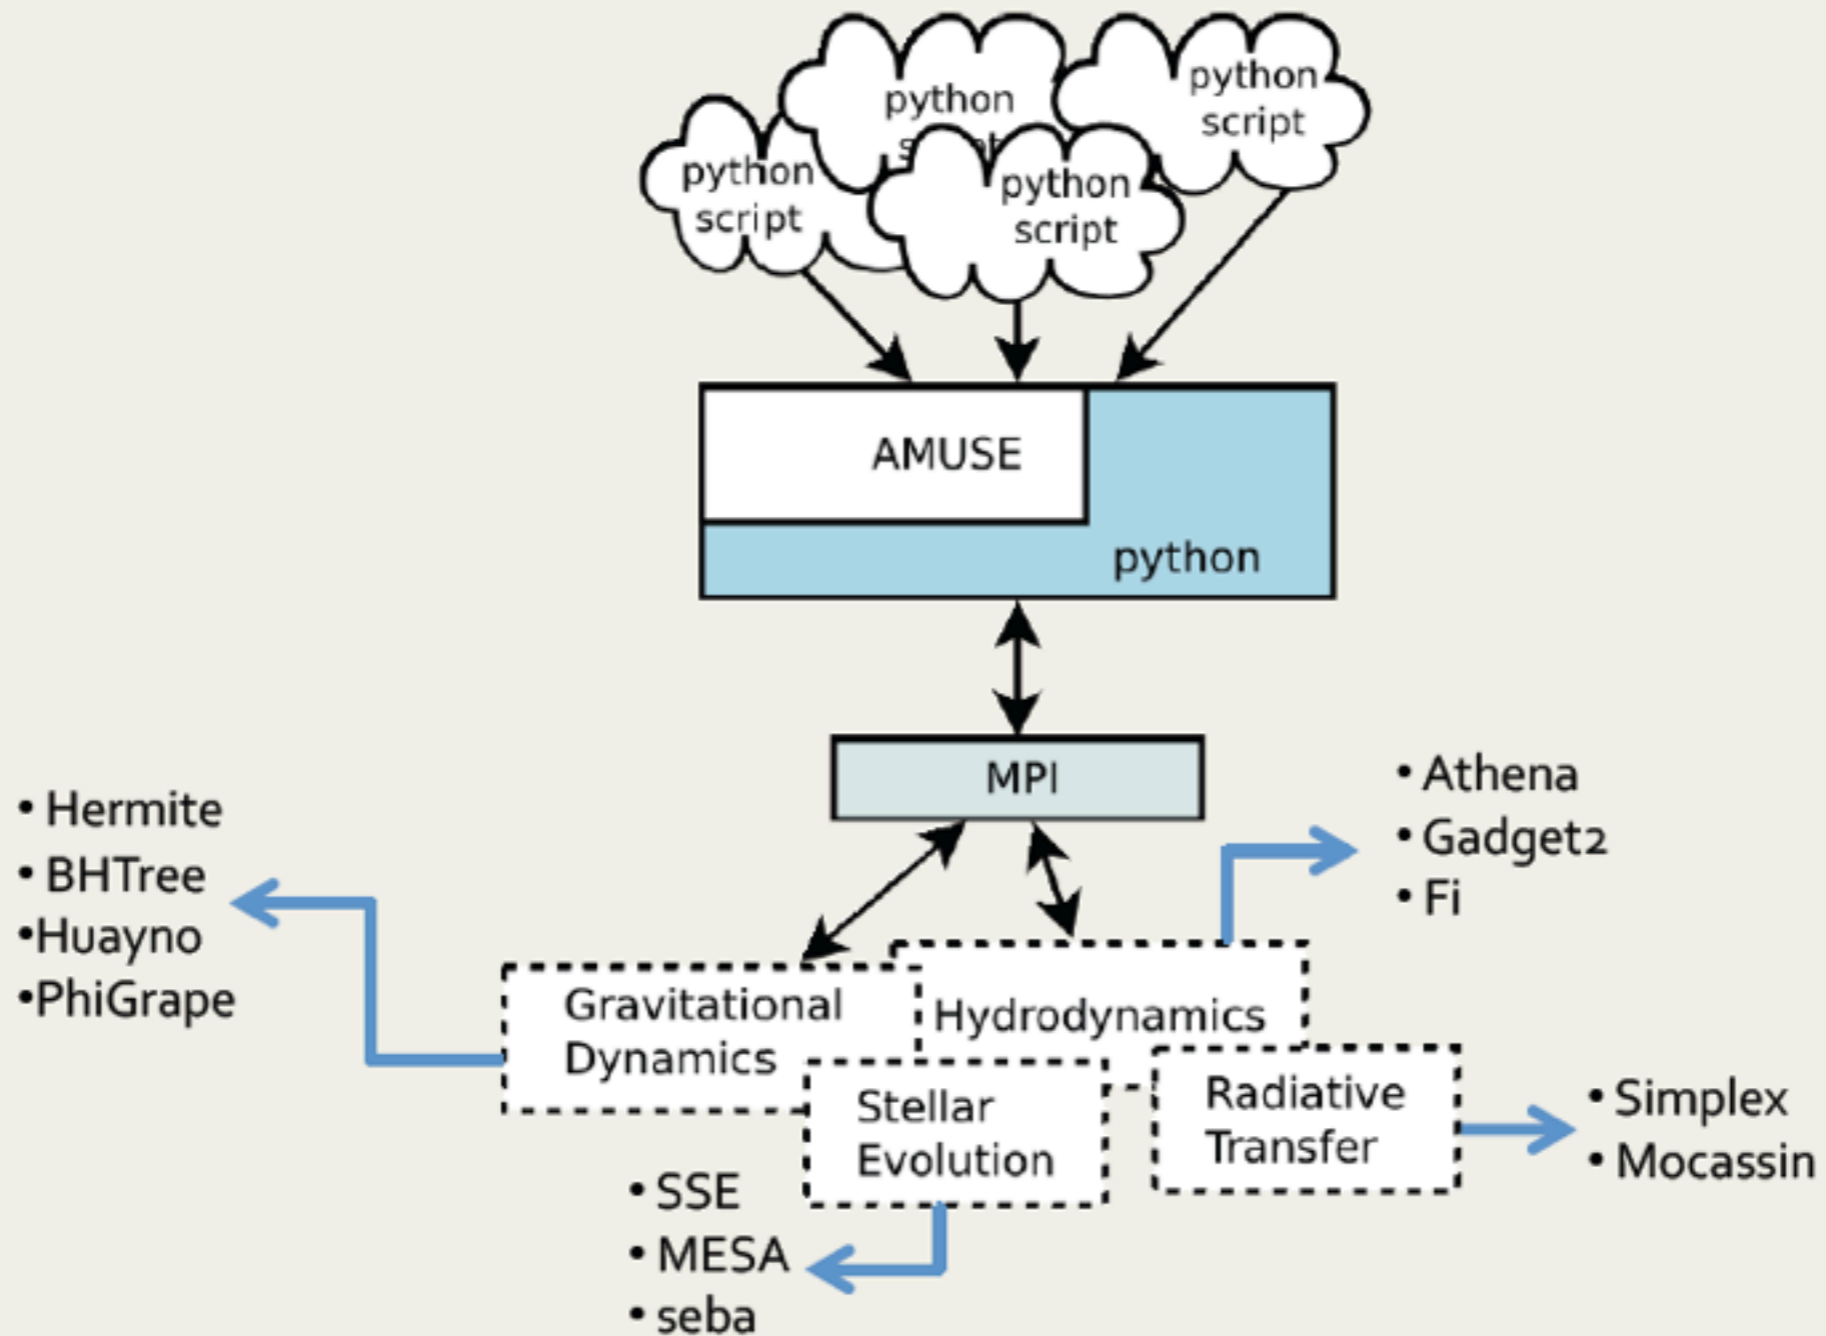 python
script
python
python
script
python
script
AMUSE
python
MPI
• Hermite
• BHTree
•Huayno
•PhiGrape
• Athena
• Gadget2
• Fi
Gravitational
Dynamics
Hydrodynamics
Stellar
Evolution
Radiative
Transfer
• Simplex
• Mocassin
• SSE
• MESA
• seba